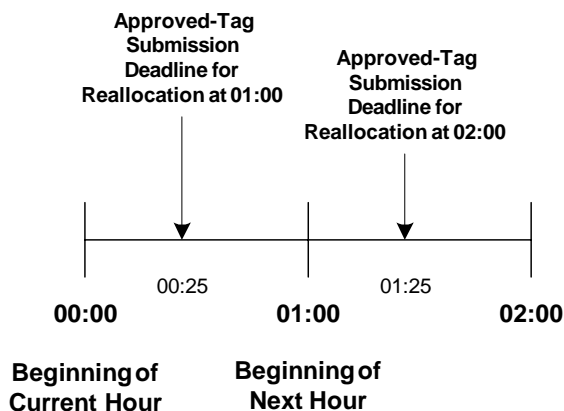 Approved-Tag
Submission
Deadline for
Reallocation at 01:00
Approved-Tag
Submission
Deadline for
Reallocation at 02:00
00:25
01:25
00:00
01:00
02:00
Beginning of
Current Hour
Beginning of
Next Hour